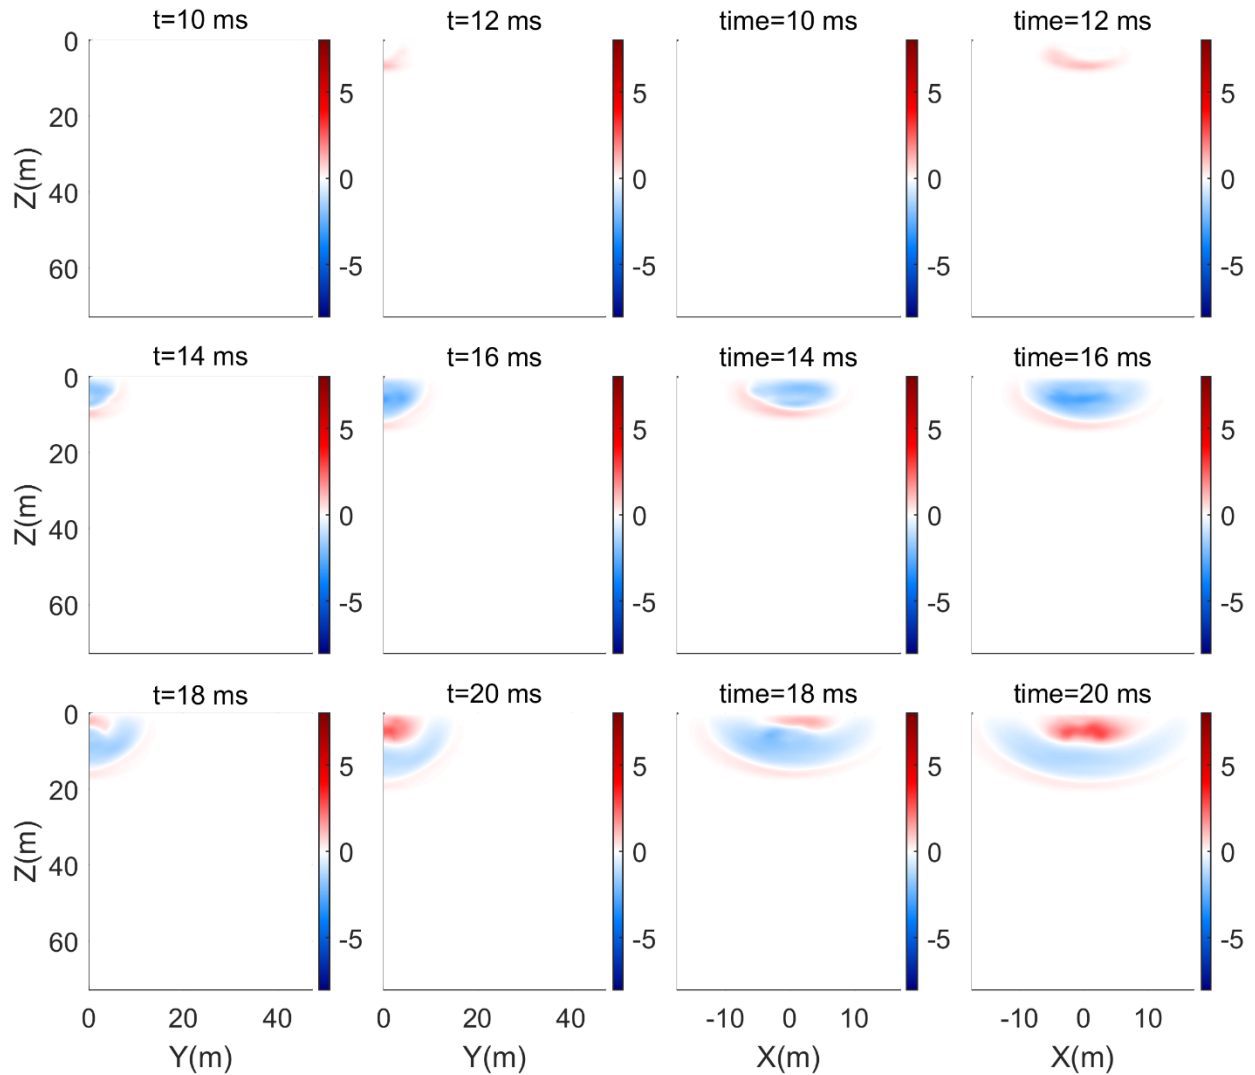 t=10 ms t=12 ms time=10 ms time=12 ms
0 5 5 5 5
20
Z(m) 0 0 0 0
40
60 -5 -5 -5 -5
t=14 ms t=16 ms time=14 ms time=16 ms
0 5 5 5 5
20
Z(m) 0 0 0 0
40
60 -5 -5 -5 -5
t=18 ms t=20 ms time=18 ms time=20 ms
0 5 5 5 5
20
Z(m) 0 0 0 0
40
60 -5 -5 -5 -5
0 20 40 0 20 40 -10 0 10 -10 0 10
Y(m) Y(m) X(m) X(m)